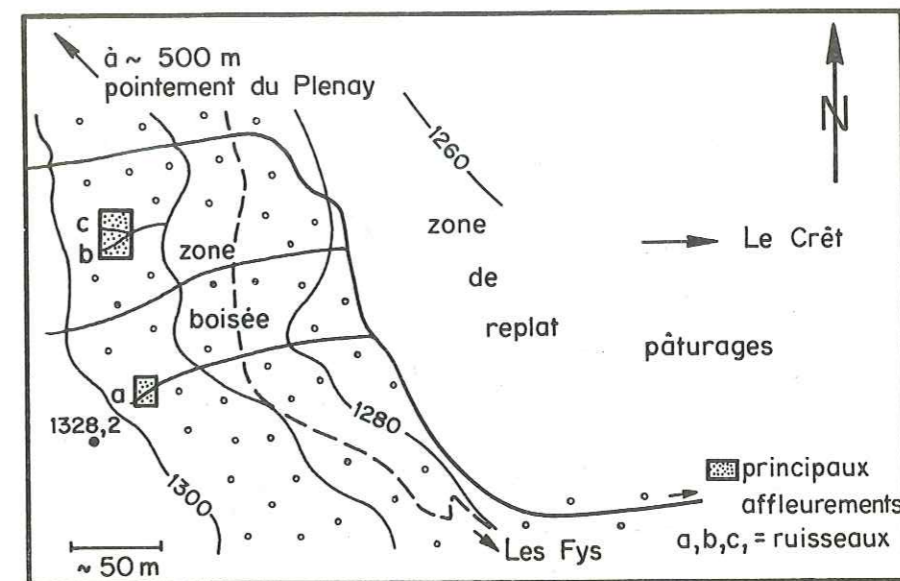 à ~ 500 m
pointement du Plenay
N
1260
c
b
zone
zone
Le Crêt
de
boisée
replat
pâturages
a
1328,2
1280
1300
principaux
affleurements
a,b,c, = ruisseaux
~ 50 m
Les Fys